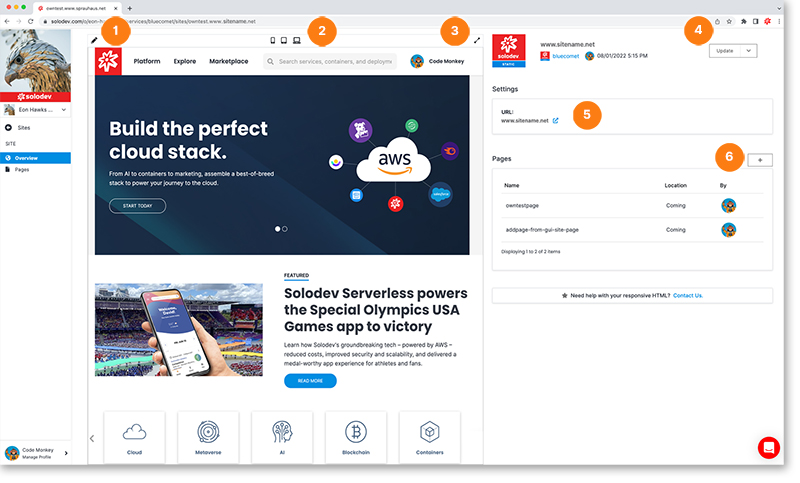 owntest.www.sprauhaus.net
solodev.com/o/eon-h
services/bluecomet/sites/owntest.www.sitename.net
1
2
3
4
solodev
Eon Hawks ...
Sites
SITE
Overview
Pages
Code Monkey
Manage Profile
Platform
Explore
Marketplace
Search services, containers, and deployme
Code Monkey
Build the perfect
cloud stack.
From AI to containers to marketing, assemble a best-of-breed
stack to power your journey to the cloud.
START TODAY
aws
salesforce
FEATURED
Solodev Serverless powers
the Special Olympics USA
Games app to victory
Learn how Solodev's groundbreaking tech – powered by AWS –
reduced costs, improved security and scalability, and delivered a
medal-worthy app experience for athletes and fans.
READ MORE
Welcome,
Cloud
Metaverse
AI
Blockchain
Containers
solodev
www.sitename.net
bluecomet
08/01/2022 5:15 PM
Update
Settings
URL:
www.sitename.net
5
Pages
6
+
Name
Location
By
owntestpage
Coming
addpage-from-gui-site-page
Coming
Displaying 1 to 2 of 2 items
Need help with your responsive HTML? Contact Us.